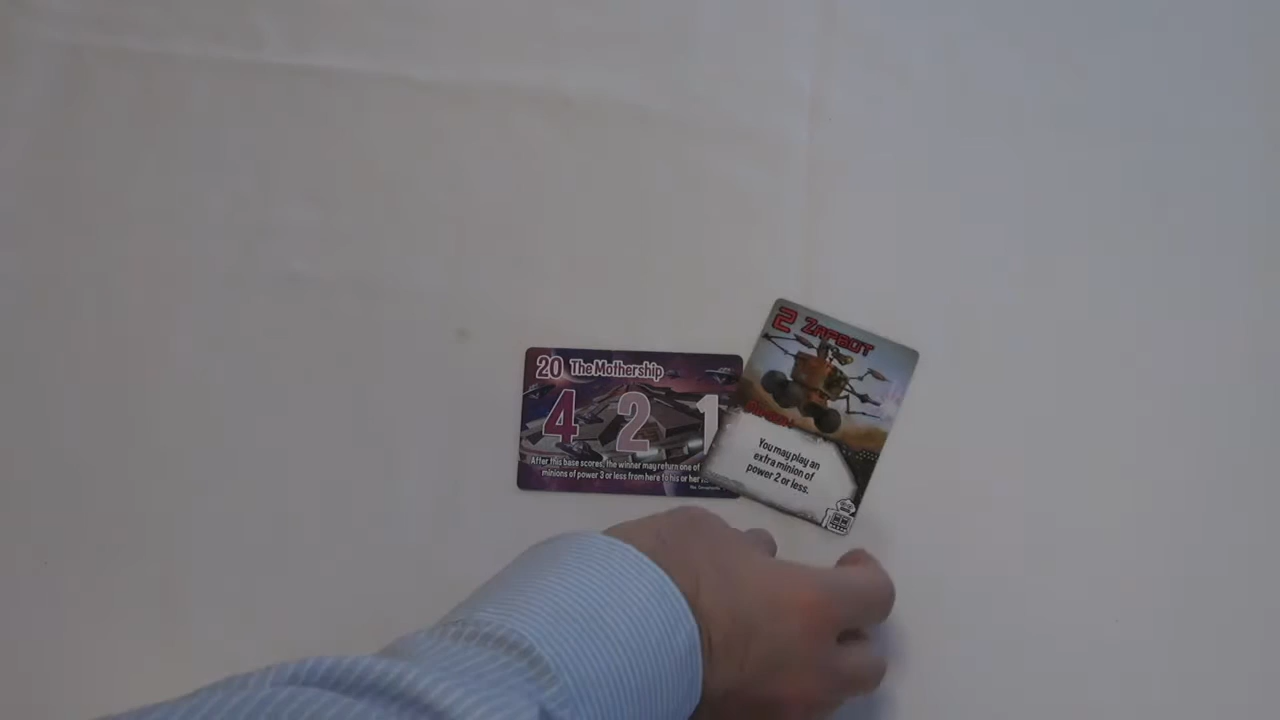 20 The Mothership
4 2 1
After this base scores, the winner may return one of
minions of power 3 or less from here to his or her
2 ZAPBOT
MINION
You may play an
extra minion of
power 2 or less.